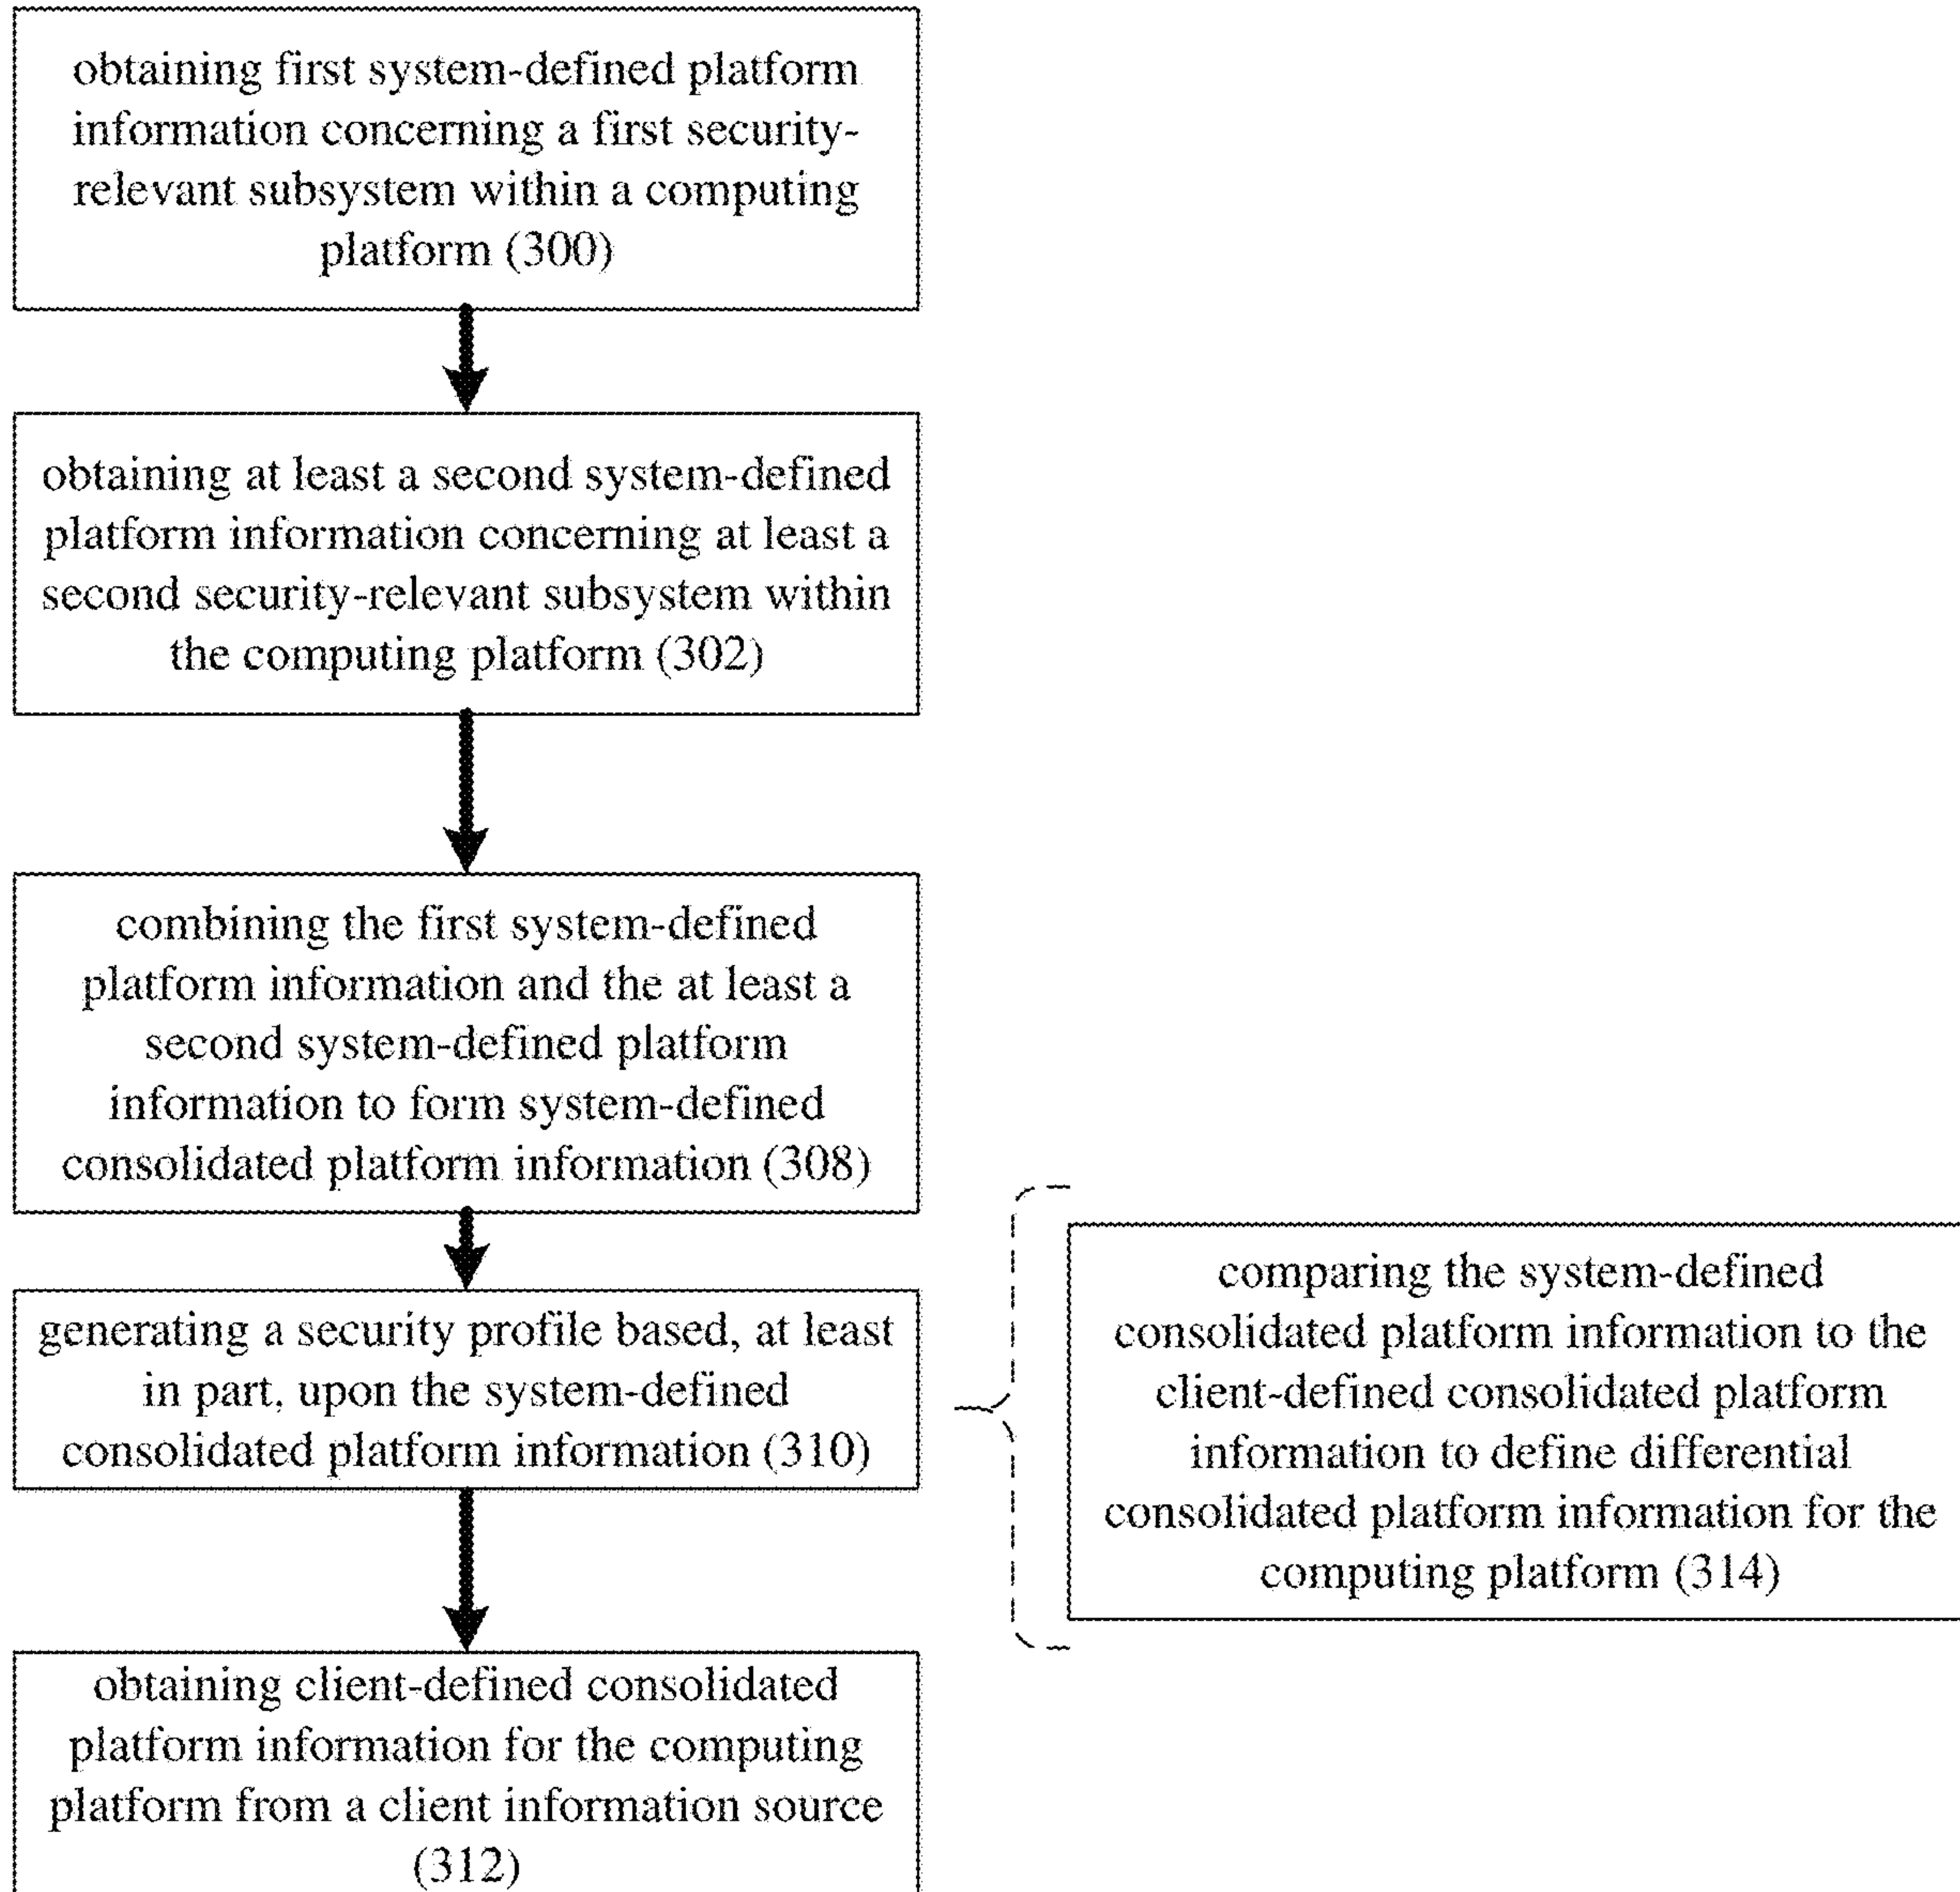 obtaining first system-defined platform
information concerning a first security-
relevant subsystem within a computing
platform (300)
obtaining at least a second system-defined
platform information concerning at least a
second security-relevant subsystem within
the computing platform (302)
combining the first system-defined
platform information and the at least a
second system-defined platform
information to form system-defined
consolidated platform information (308)
generating a security profile based, at least
in part, upon the system-defined
consolidated platform information (310)
comparing the system-defined
consolidated platform information to the
client-defined consolidated platform
information to define differential
consolidated platform information for the
computing platform (314)
obtaining client-defined consolidated
platform information for the computing
platform from a client information source
(312)